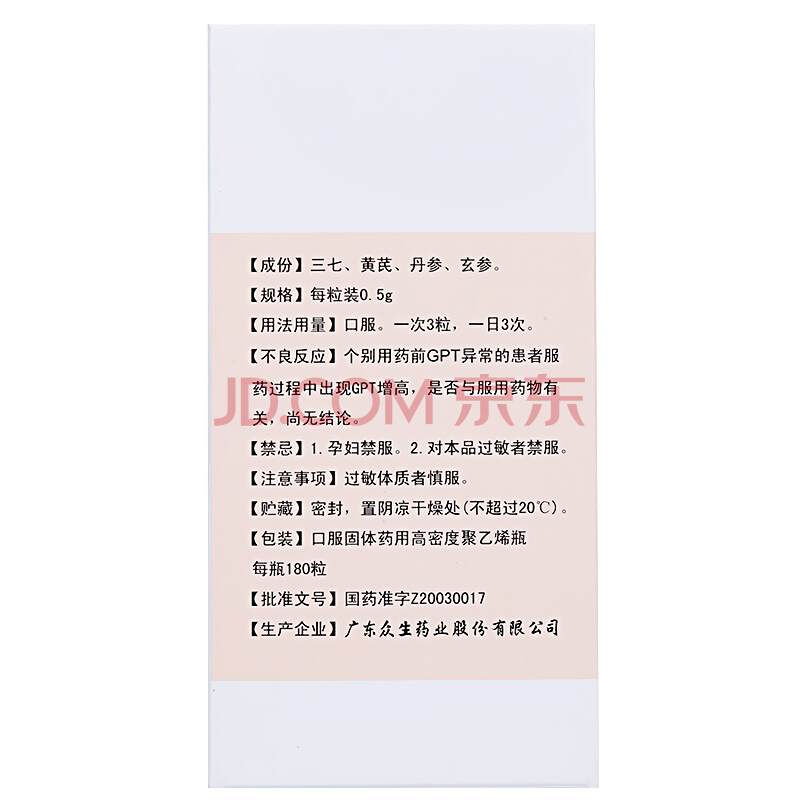 【成份】三七、黄芪、丹参、玄参。
【规格】每粒装0.5g
【用法用量】口服。一次3粒，一日3次。
【不良反应】个别用药前GPT异常的患者服
药过程中出现GPT增高，是否与服用药物有
JD.COM 京东
关，尚无结论。
【禁忌】1.孕妇禁服。2.对本品过敏者禁服。
【注意事项】过敏体质者慎服。
【贮藏】密封，置阴凉干燥处(不超过20℃)。
【包装】口服固体药用高密度聚乙烯瓶
每瓶180粒
【批准文号】国药准字Z20030017
【生产企业】广东众生药业股份有限公司